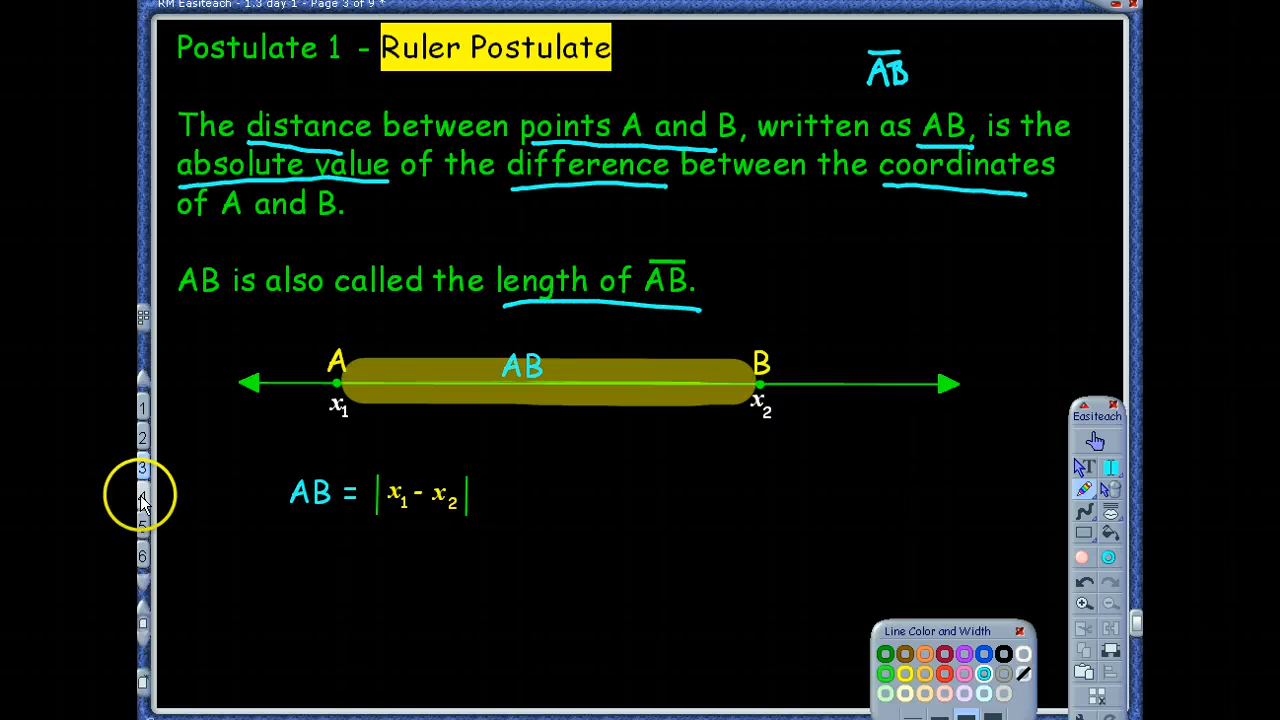 RM Easiteach - 1.3 day 1 - Page 3 of 9 *
Postulate 1 - Ruler Postulate
A̅B̅
The distance between points A and B, written as AB, is the
absolute value of the difference between the coordinates
of A and B.
AB is also called the length of A̅B̅.
A AB B
x₁ x₂
AB = | x₁ - x₂ |
1
2
3
4
5
6
Easiteach
T
Line Color and Width